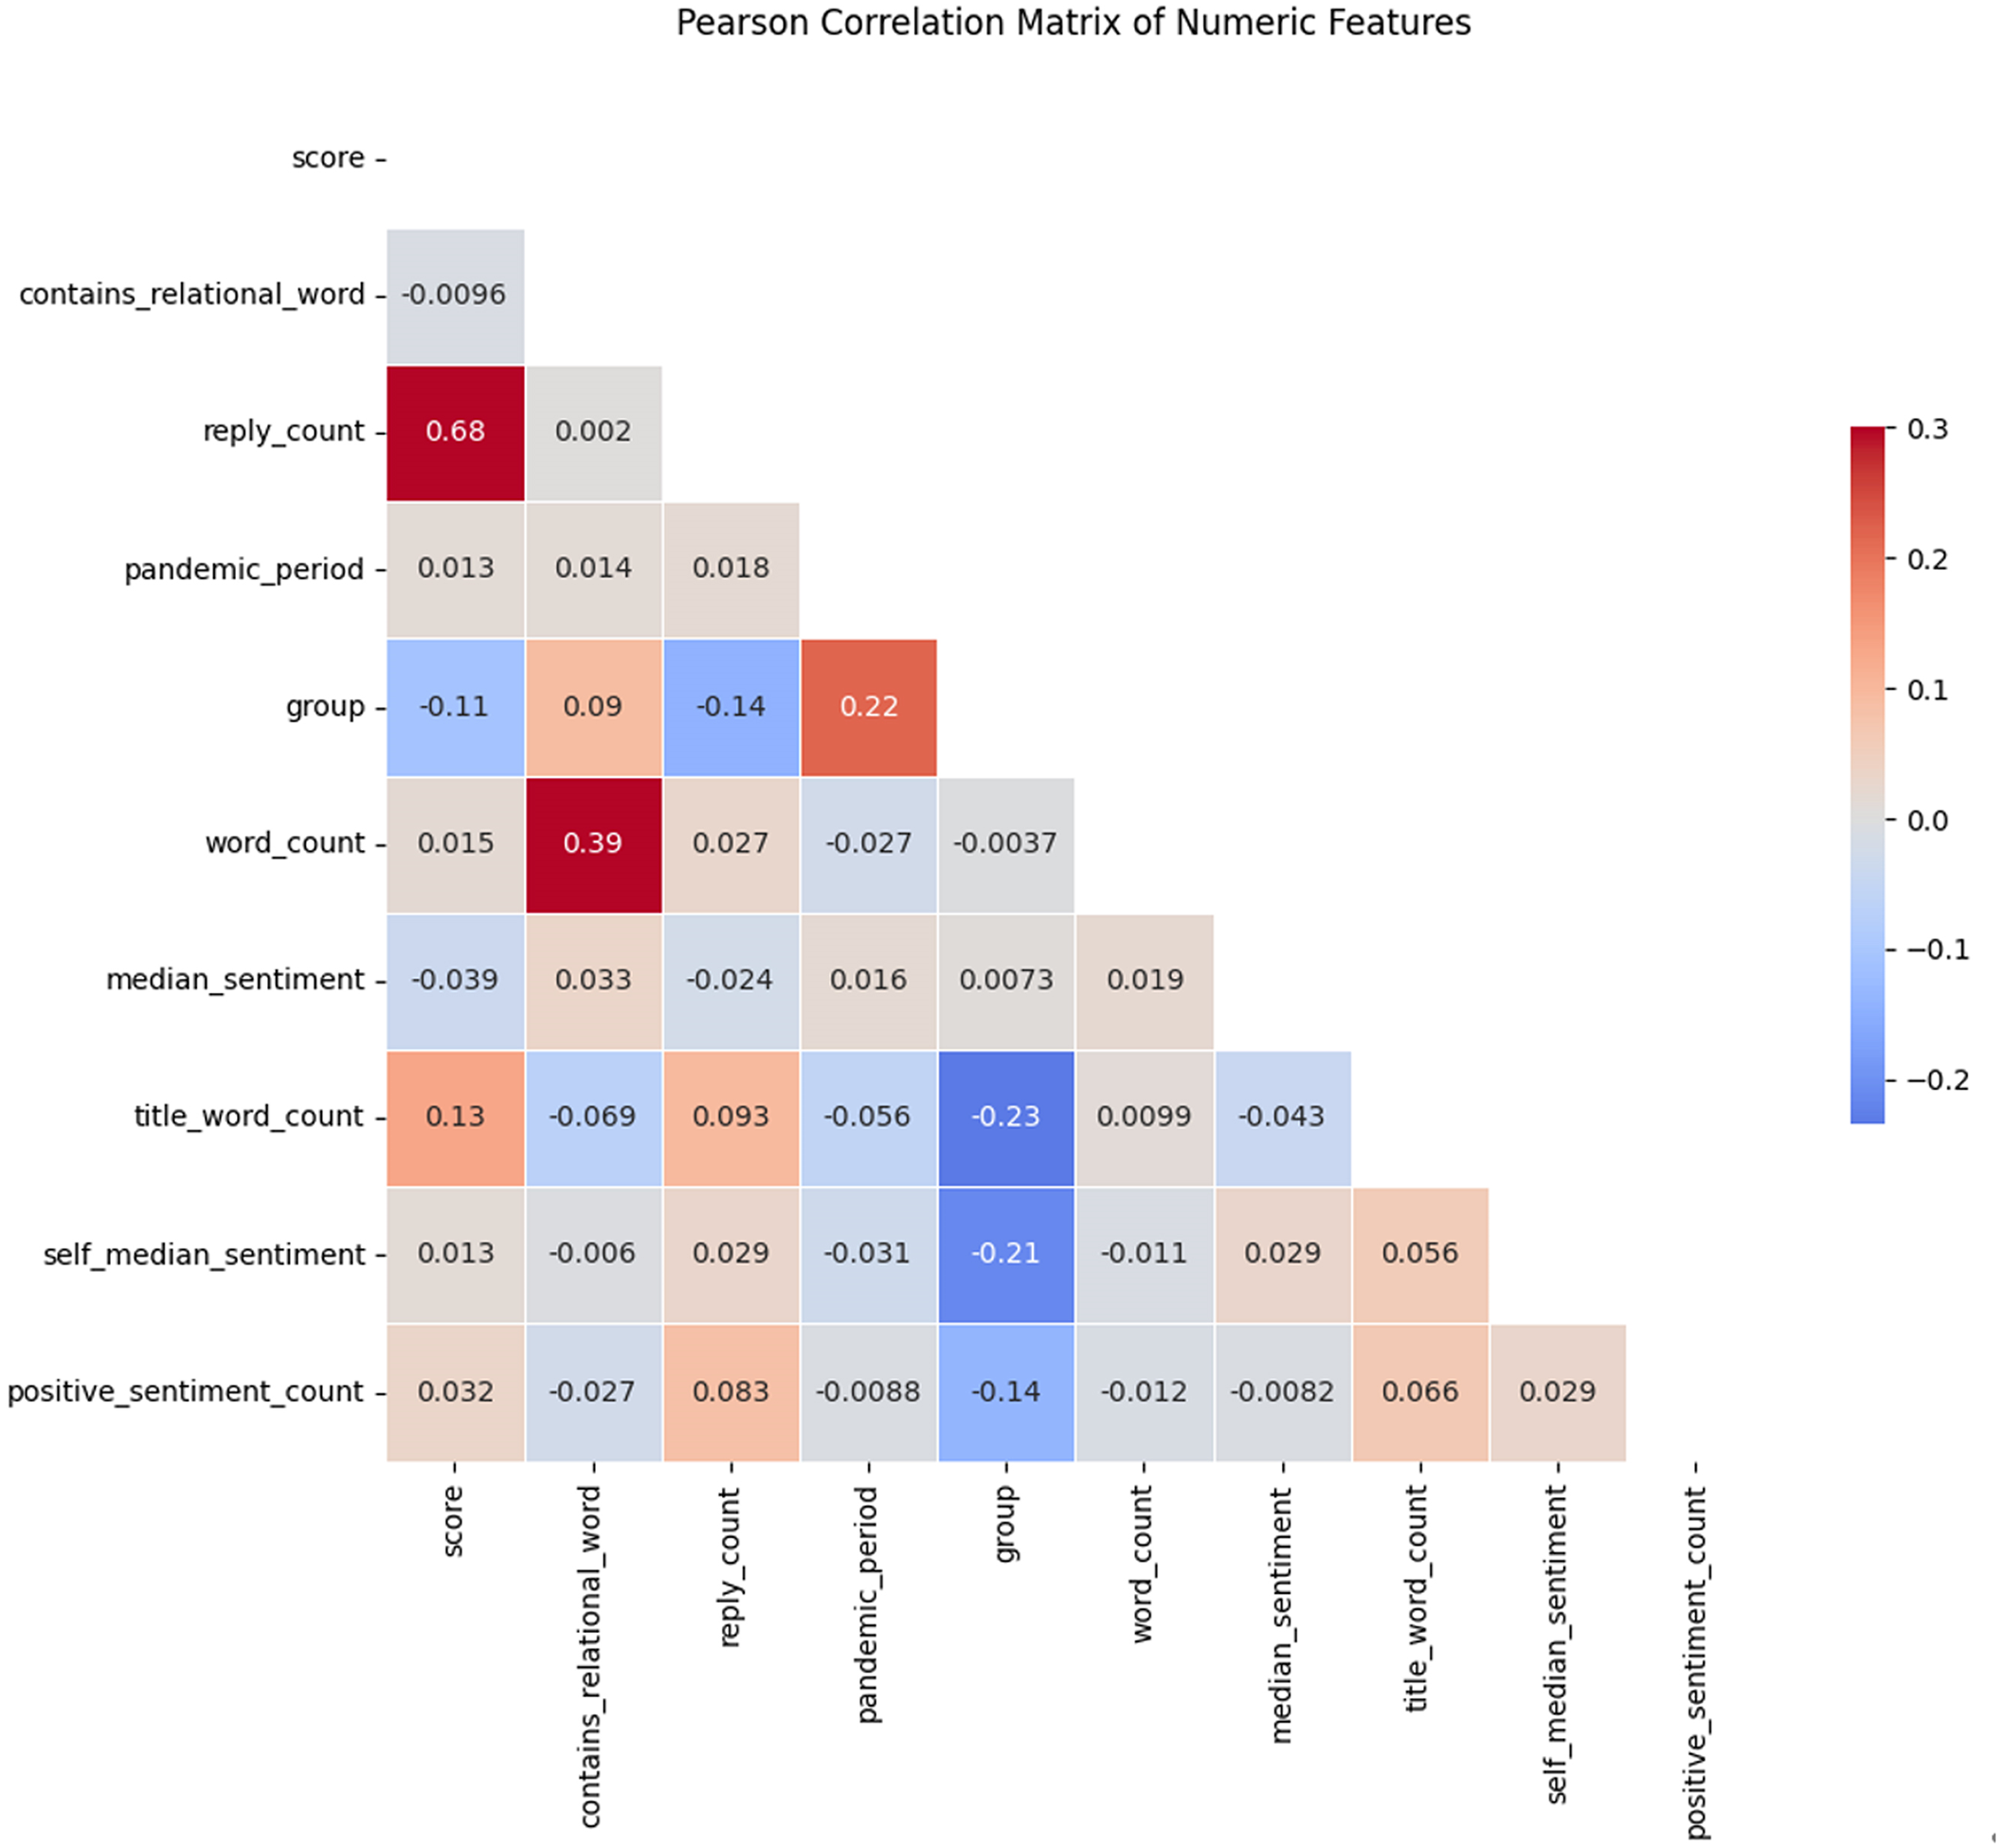 Pearson Correlation Matrix of Numeric Features
score
contains_relational_word -0.0096
reply_count 0.68 0.002
pandemic_period 0.013 0.014 0.018
group -0.11 0.09 -0.14 0.22
word_count 0.015 0.39 0.027 -0.027 -0.0037
median_sentiment -0.039 0.033 -0.024 0.016 0.0073 0.019
title_word_count 0.13 -0.069 0.093 -0.056 -0.23 0.0099 -0.043
self_median_sentiment 0.013 -0.006 0.029 -0.031 -0.21 -0.011 0.029 0.056
positive_sentiment_count 0.032 -0.027 0.083 -0.0088 -0.14 -0.012 -0.0082 0.066 0.029
score
contains_relational_word
reply_count
pandemic_period
group
word_count
median_sentiment
title_word_count
self_median_sentiment
positive_sentiment_count
0.3
0.2
0.1
0.0
−0.1
−0.2